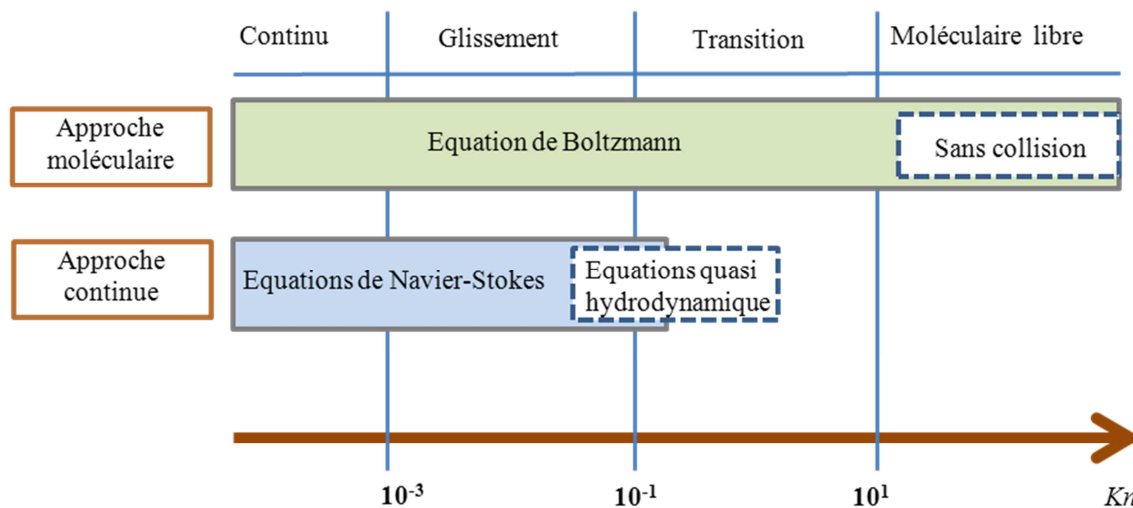 Continu
Glissement
Transition
Moléculaire libre
Approche
moléculaire
Equation de Boltzmann
Sans collision
Approche
continue
Equations de Navier-Stokes
Equations quasi
hydrodynamique
10⁻³
10⁻¹
10¹
Kn